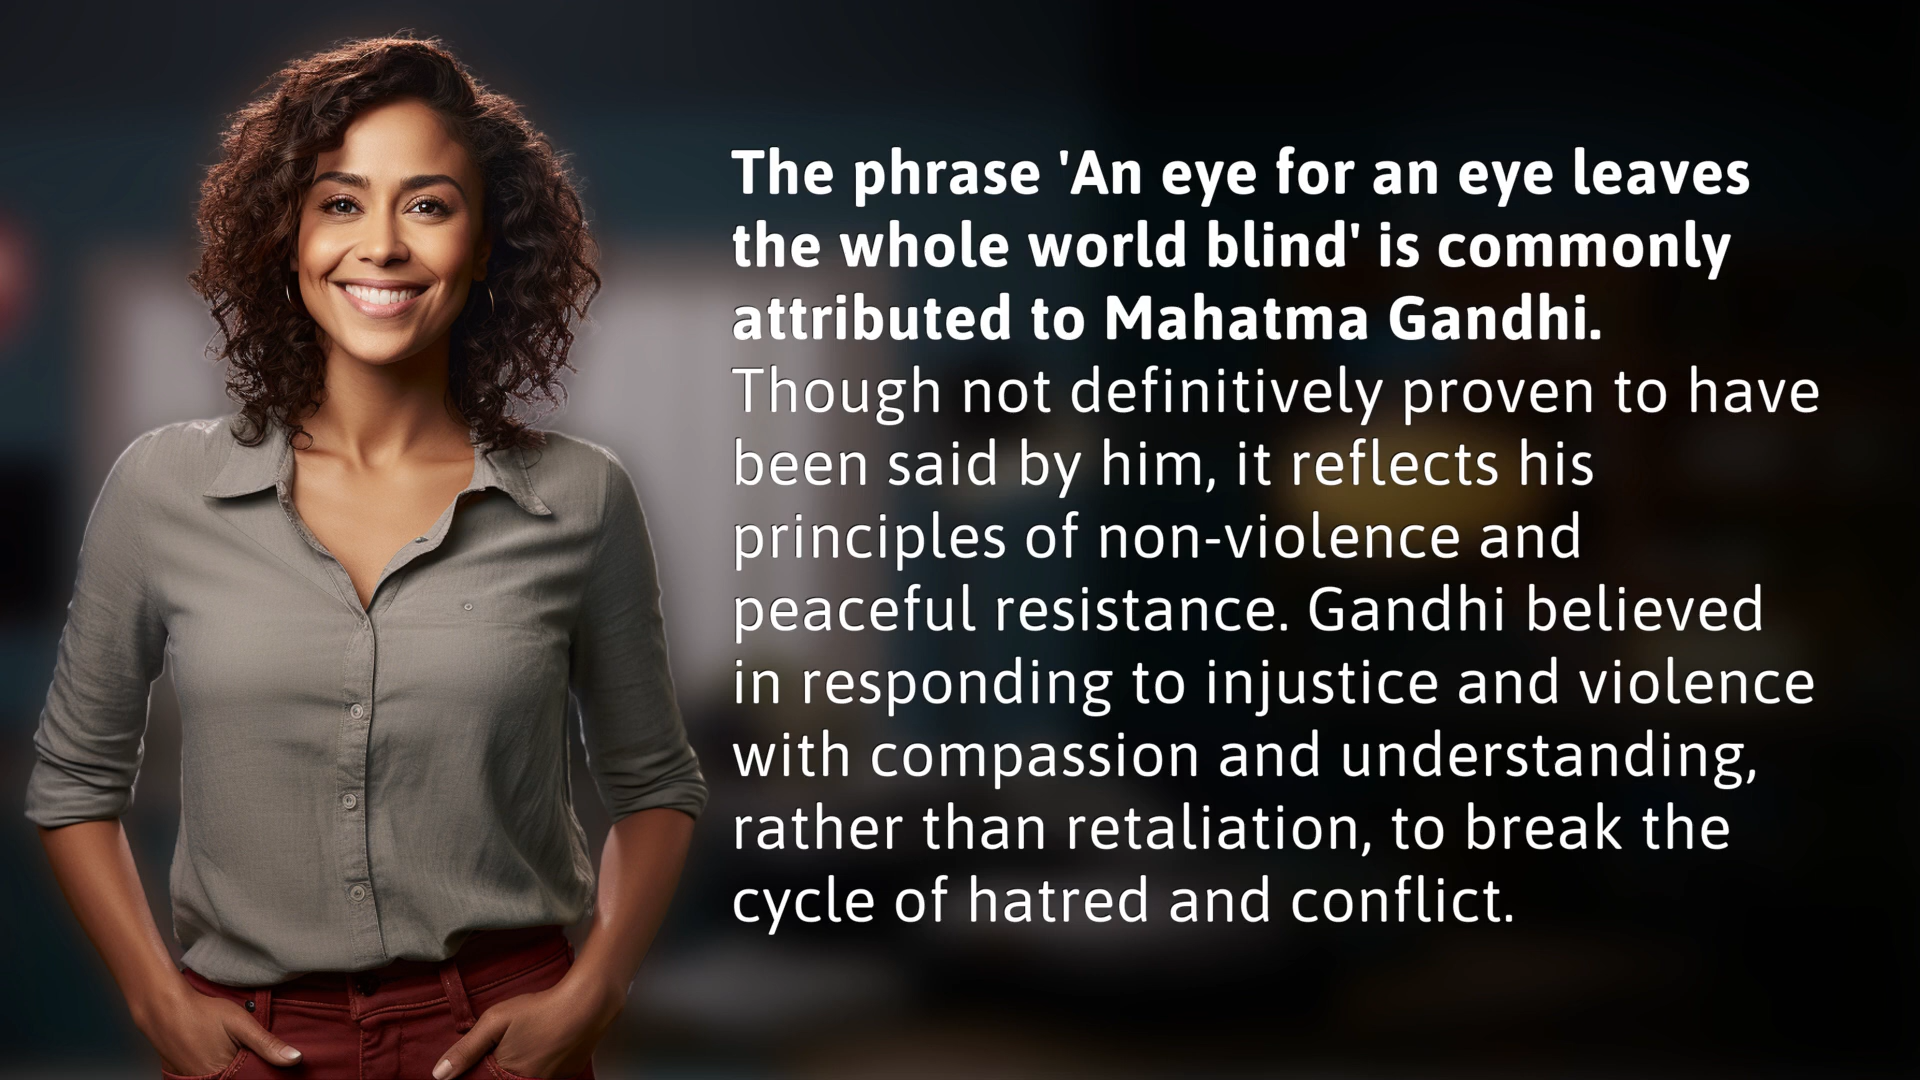 The phrase 'An eye for an eye leaves
the whole world blind' is commonly
attributed to Mahatma Gandhi.
Though not definitively proven to have
been said by him, it reflects his
principles of non-violence and
peaceful resistance. Gandhi believed
in responding to injustice and violence
with compassion and understanding,
rather than retaliation, to break the
cycle of hatred and conflict.